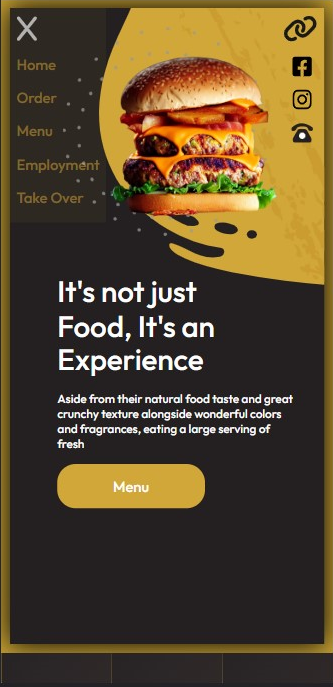 X
Home
Order
Menu
Employment
Take Over
It's not just
Food, It's an
Experience
Aside from their natural food taste and great
crunchy texture alongside wonderful colors
and fragrances, eating a large serving of
fresh
Menu